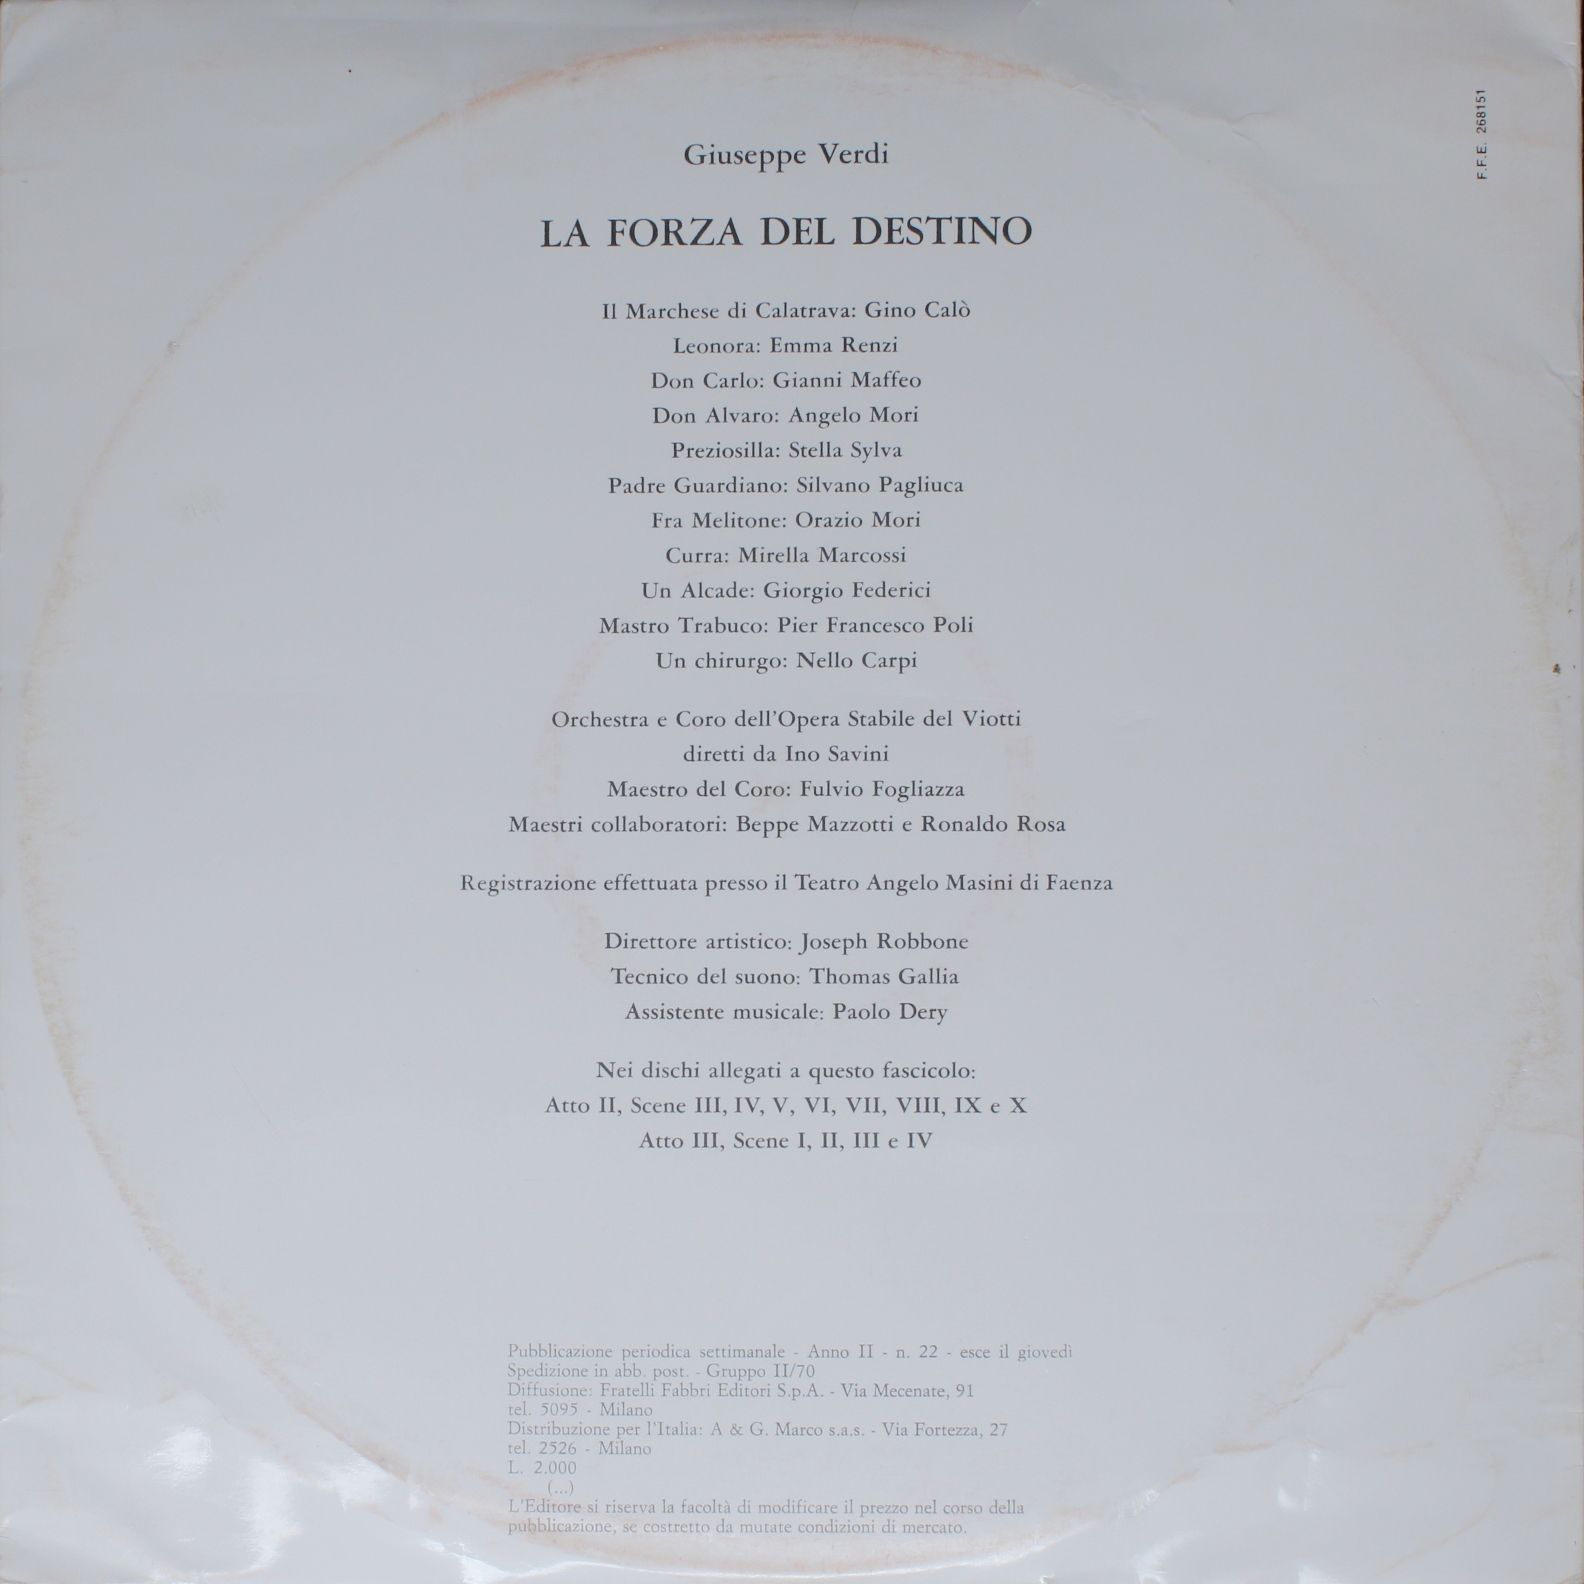 F.F.E. 268151
Giuseppe Verdi
LA FORZA DEL DESTINO
Il Marchese di Calatrava: Gino Calò
Leonora: Emma Renzi
Don Carlo: Gianni Maffeo
Don Alvaro: Angelo Mori
Preziosilla: Stella Sylva
Padre Guardiano: Silvano Pagliuca
Fra Melitone: Orazio Mori
Curra: Mirella Marcossi
Un Alcade: Giorgio Federici
Mastro Trabuco: Pier Francesco Poli
Un chirurgo: Nello Carpi
Orchestra e Coro dell'Opera Stabile del Viotti
diretti da Ino Savini
Maestro del Coro: Fulvio Fogliazza
Maestri collaboratori: Beppe Mazzotti e Ronaldo Rosa
Registrazione effettuata presso il Teatro Angelo Masini di Faenza
Direttore artistico: Joseph Robbone
Tecnico del suono: Thomas Gallia
Assistente musicale: Paolo Dery
Nei dischi allegati a questo fascicolo:
Atto II, Scene III, IV, V, VI, VII, VIII, IX e X
Atto III, Scene I, II, III e IV
Pubblicazione periodica settimanale - Anno II - n. 22 - esce il giovedì
Spedizione in abb. post. - Gruppo II/70
Diffusione: Fratelli Fabbri Editori S.p.A. - Via Mecenate, 91
tel. 5095 - Milano
Distribuzione per l'Italia: A & G. Marco s.a.s. - Via Fortezza, 27
tel. 2526 - Milano
L. 2.000
(...)
L'Editore si riserva la facoltà di modificare il prezzo nel corso della
pubblicazione, se costretto da mutate condizioni di mercato.